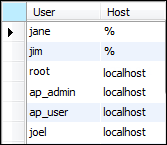 User Host
jane %
jim %
root localhost
ap_admin localhost
ap_user localhost
joel localhost